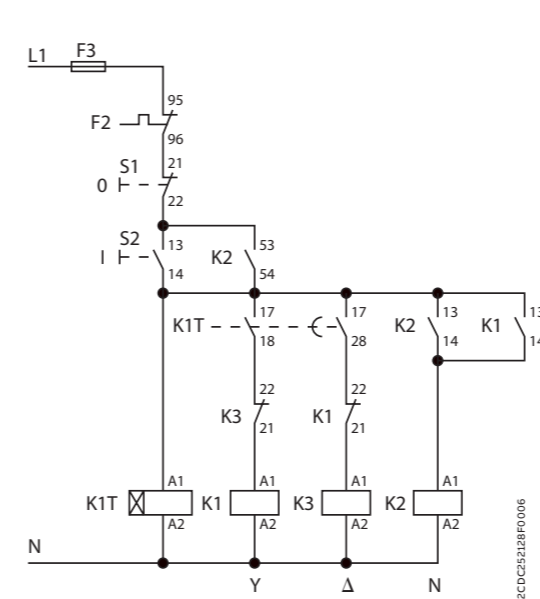 L1 F3
95
F2
96
S1 21
0
22
S2 13 53
I K2
14 54
17 17 13 13
K1T K2 K1
18 28 14 14
22 22
K3 K1
21 21
A1 A1 A1 A1
K1T K1 K3 K2
A2 A2 A2 A2
N
Y Δ N
2CDC252128F0006